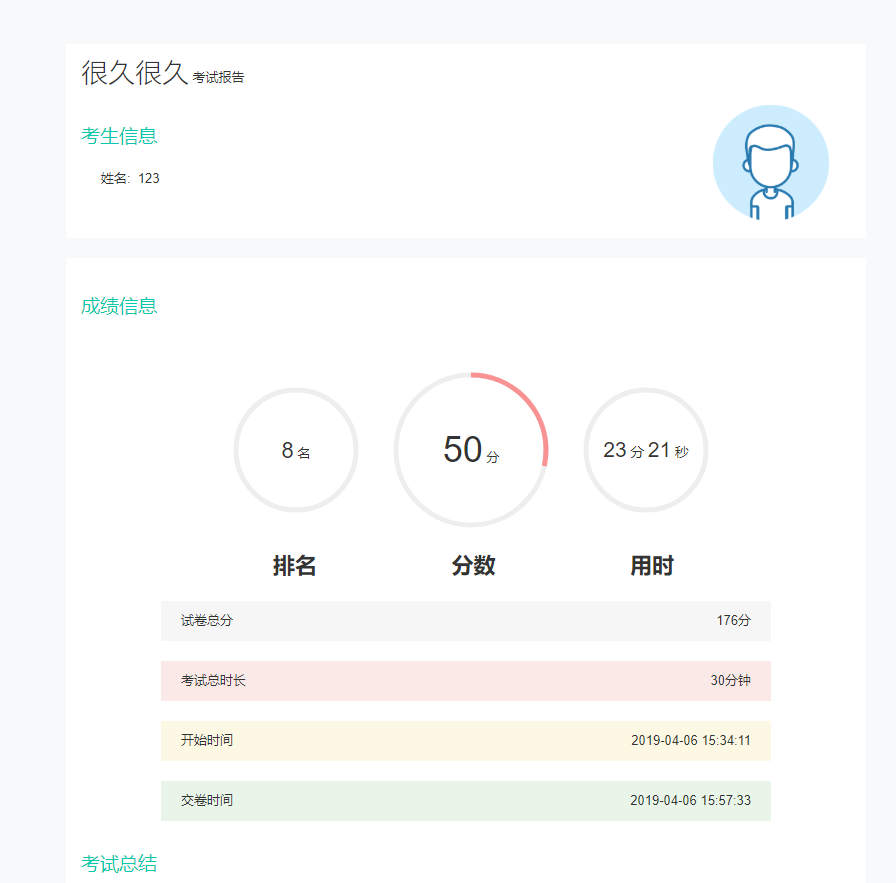 很久很久 考试报告
考生信息
姓名: 123
成绩信息
8 名
50 分
23 分 21 秒
排名
分数
用时
试卷总分 176分
考试总时长 30分钟
开始时间 2019-04-06 15:34:11
交卷时间 2019-04-06 15:57:33
考试总结